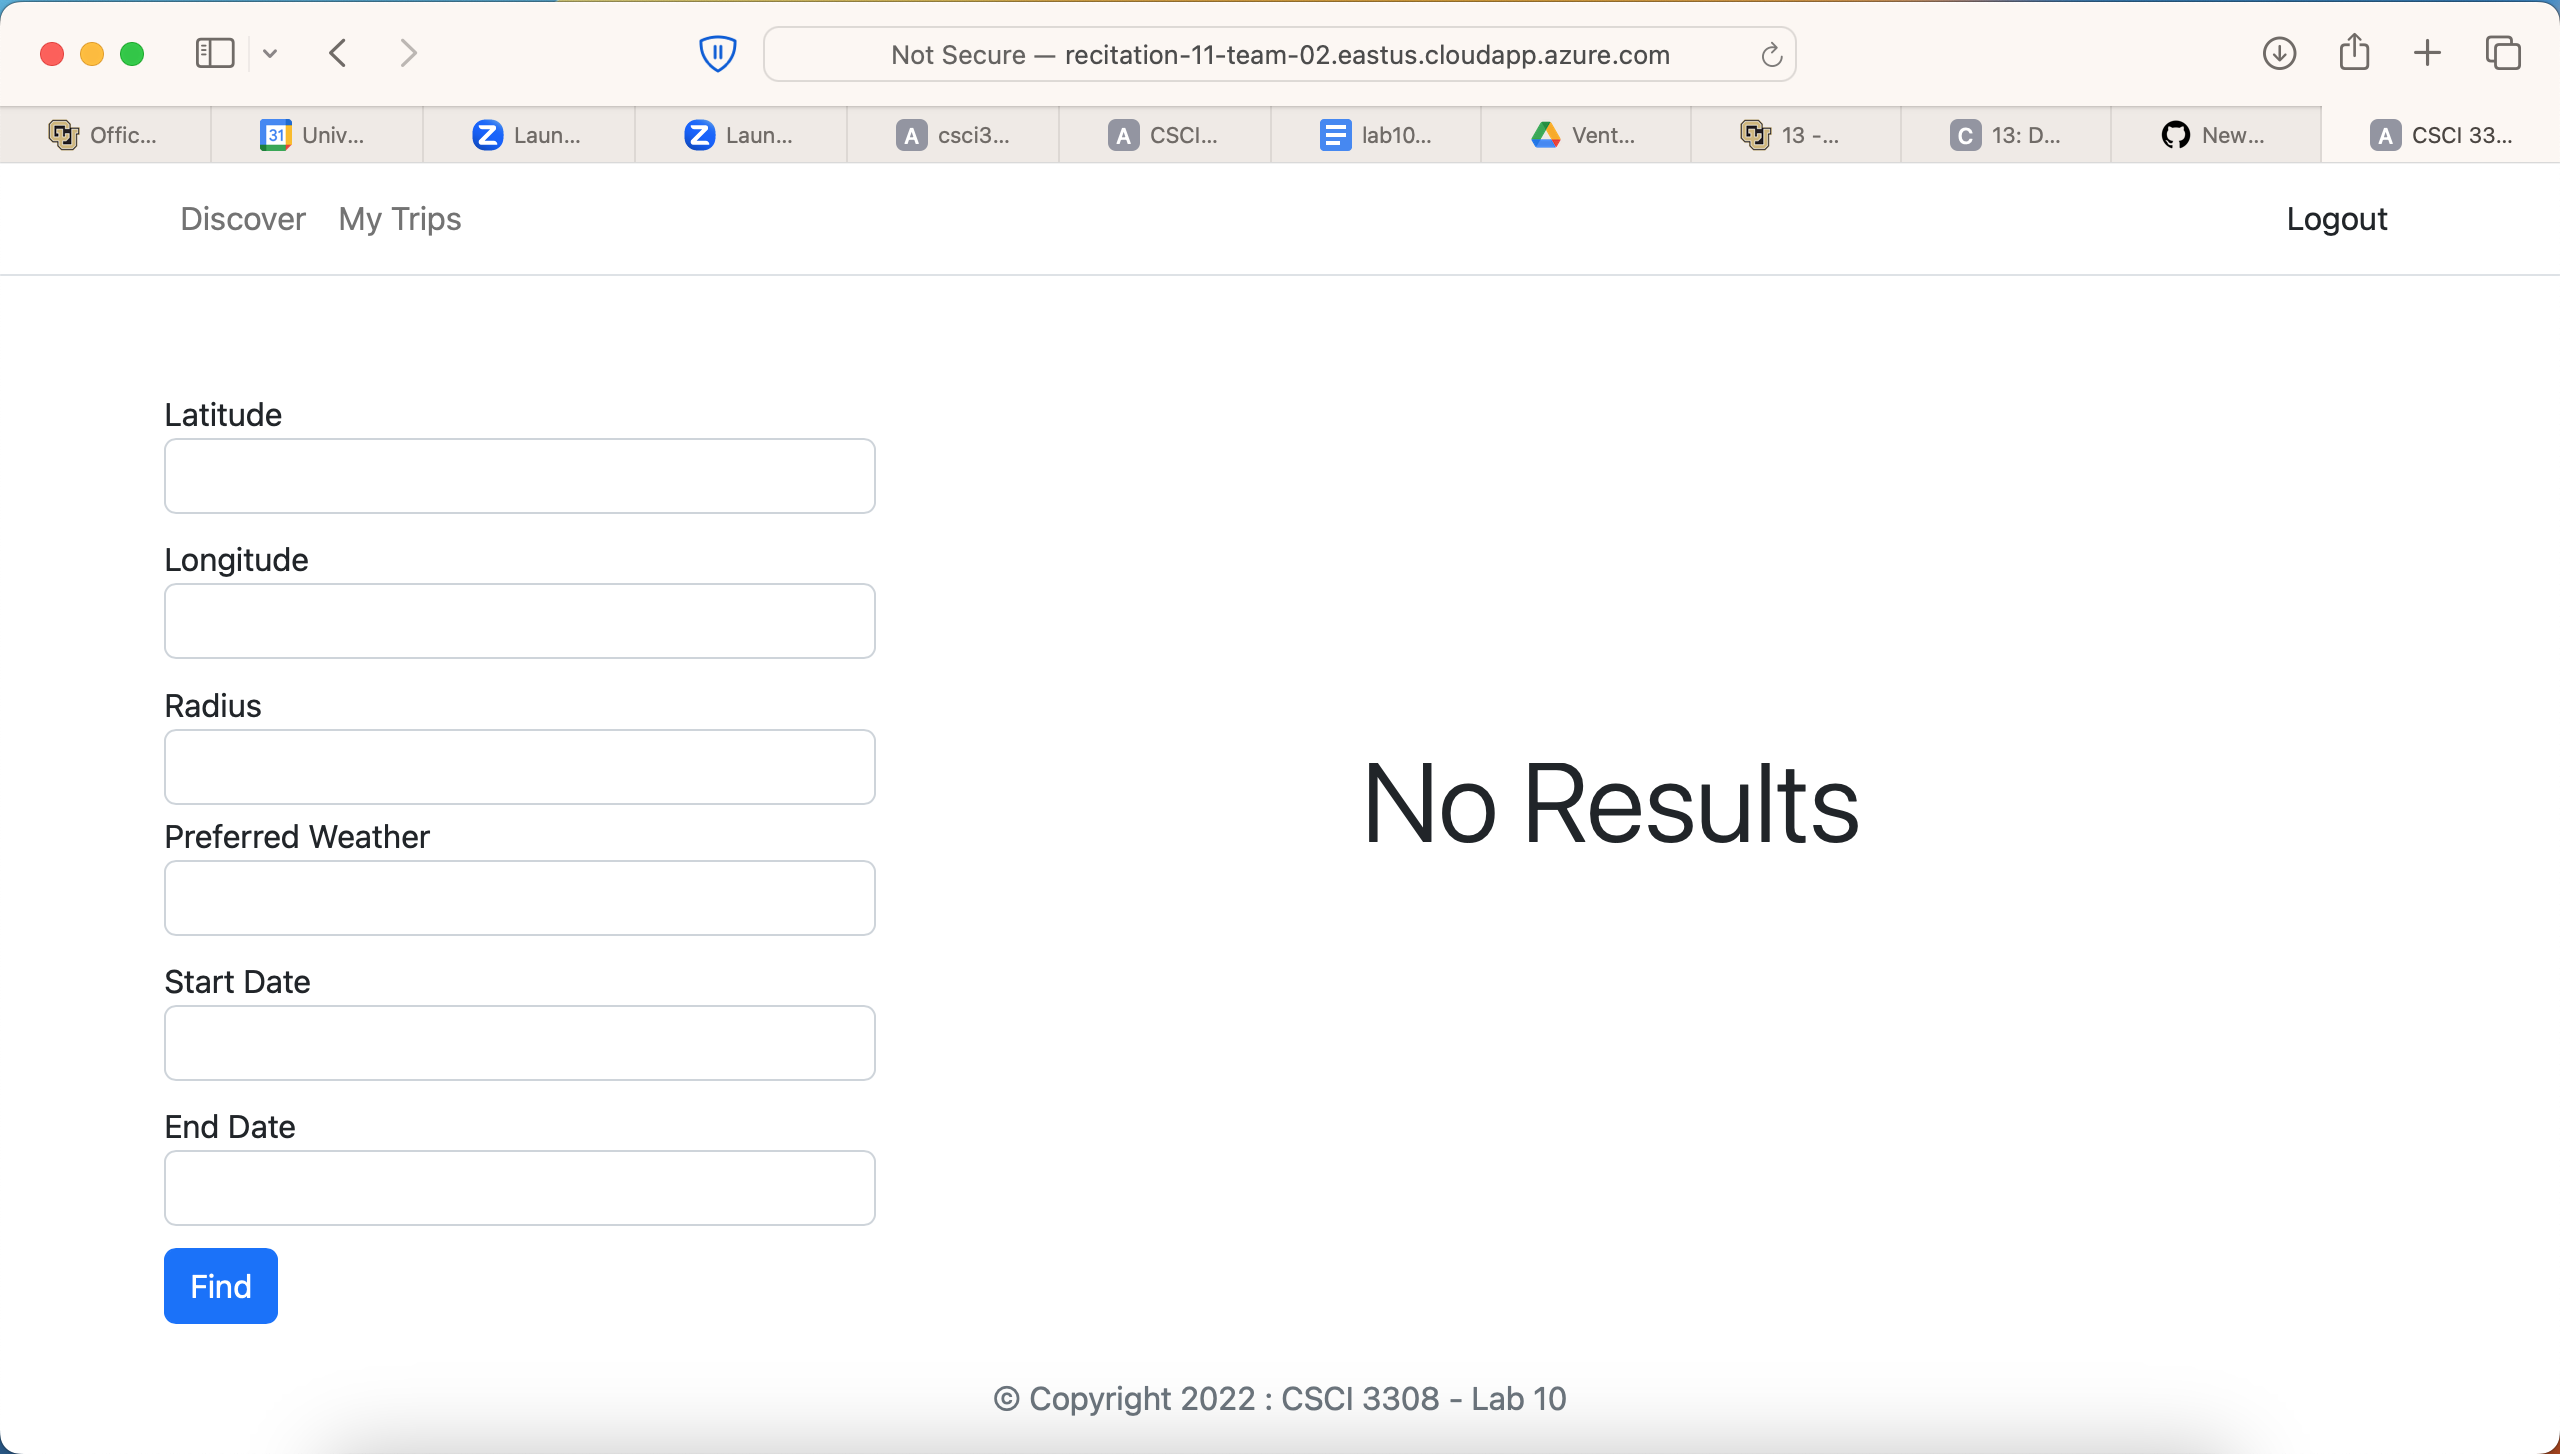 Not Secure — recitation-11-team-02.eastus.cloudapp.azure.com
Offic... 31 Univ... Z Laun... Z Laun... A csci3... A CSCI... lab10... Vent... 13 -... C 13: D... New... A CSCI 33...
Discover My Trips Logout
Latitude
Longitude
Radius
No Results
Preferred Weather
Start Date
End Date
Find
© Copyright 2022 : CSCI 3308 - Lab 10